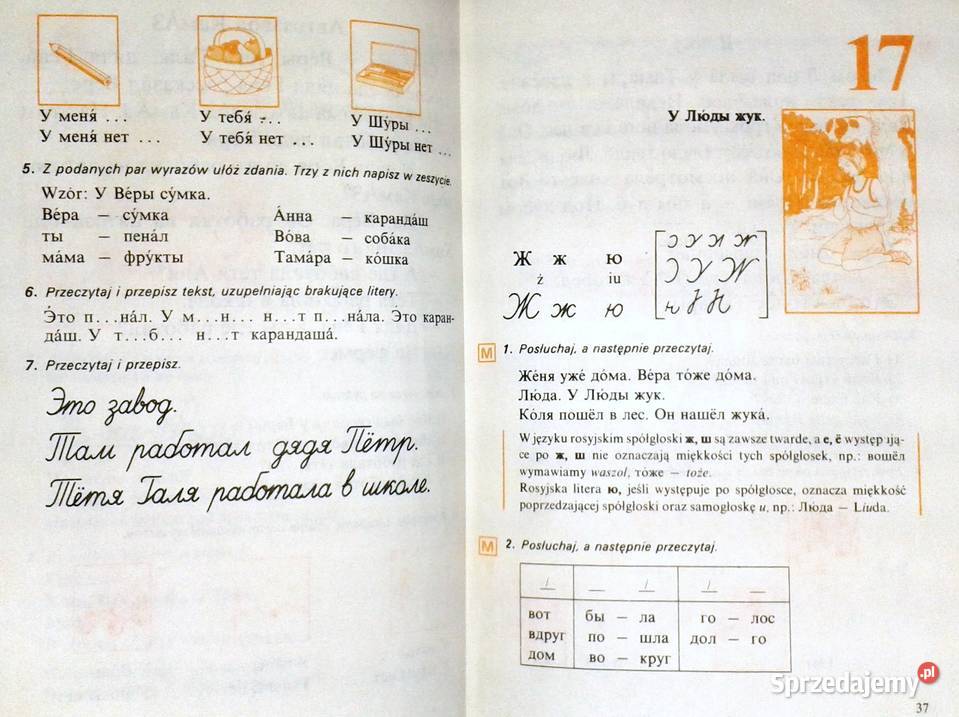 У меня́ ...
У меня́ нет ...
У тебя́ ...
У тебя́ нет ...
У Шу́ры ...
У Шу́ры нет ...
5. Z podanych par wyrazów ułóż zdania. Trzy z nich napisz w zeszycie.
Wzór: У Ве́ры су́мка.
Ве́ра – су́мка
ты – пена́л
ма́ма – фру́кты
А́нна – каранда́ш
Во́ва – соба́ка
Тама́ра – ко́шка
6. Przeczytaj i przepisz tekst, uzupełniając brakujące litery.
Э́то п...на́л. У м...н... н...т п...на́ла. Это каран-
да́ш. У т...б... н...т карандаша́.
7. Przeczytaj i przepisz.
Это завод.
Там работал дядя Пётр.
Тётя Галя работала в школе.
17
У Лю́ды жук.
Ж ж ю
ż iu
Ж ж ю
M 1. Posłuchaj, a następnie przeczytaj.
Же́ня уже́ до́ма. Ве́ра то́же до́ма.
Лю́да. У Лю́ды жук.
Ко́ля пошёл в лес. Он нашёл жука́.
W języku rosyjskim spółgłoski ж, ш są zawsze twarde, a е, ё występują-
ce po ж, ш nie oznaczają miękkości tych spółgłosek, np.: вошёл
wymawiamy waszoł, то́же – toże.
Rosyjska litera ю, jeśli występuje po spółgłosce, oznacza miękkość
poprzedzającej spółgłoski oraz samogłoskę u, np.: Лю́да – Liuda.
M 2. Posłuchaj, a następnie przeczytaj.
вот бы – ла го – лос
вдруг по – шла дол – го
дом во – круг
37
Sprzedajemy.pl